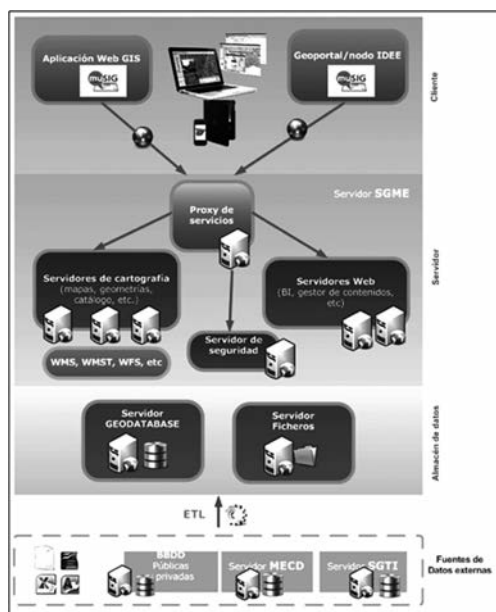 Aplicación Web GIS
mySIG
Geoportal/nodo IDEE
mySIG
Cliente
Servidor SGME
Proxy de
servicios
Servidores de cartografía
(mapas, geometrías,
catálogo, etc.)
WMS, WMST, WFS, etc
Servidor de
seguridad
Servidores Web
(BI, gestor de contenidos,
etc)
Servidor
Servidor
GEODATABASE
Servidor
Ficheros
Almacén de datos
ETL
BBDD
Públicas
privadas
Servidor MECD
Servidor SGTI
Fuentes de
Datos externas